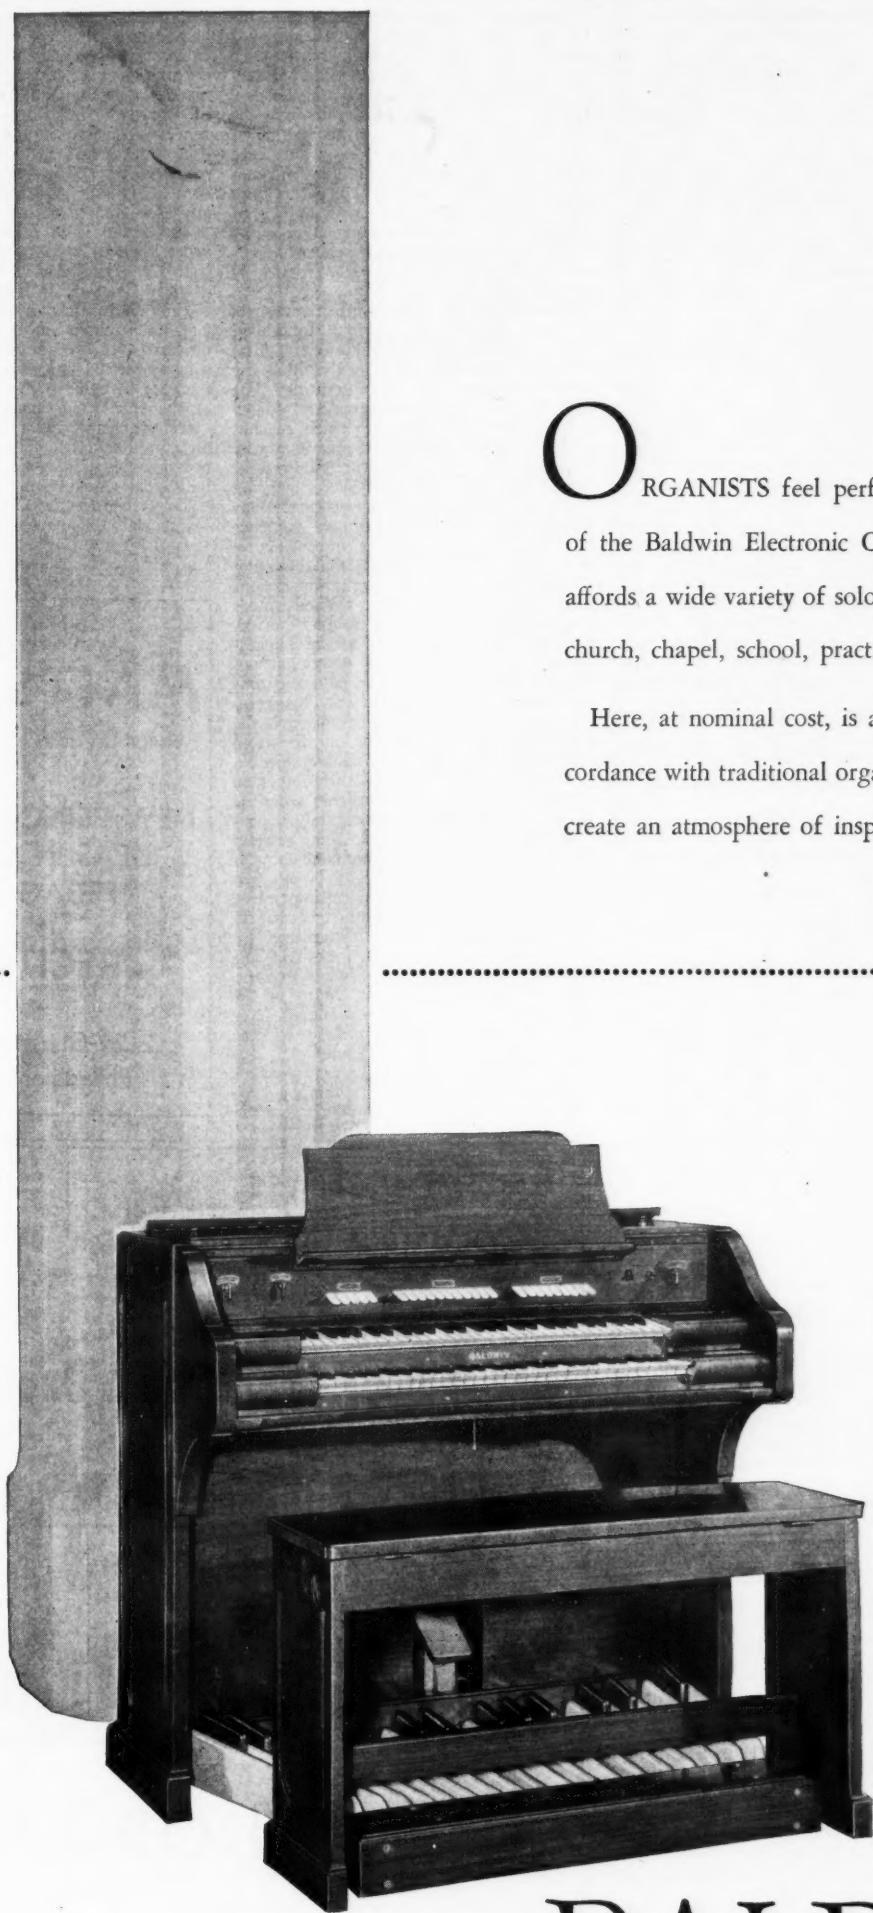 ORGANISTS feel perf
of the Baldwin Electronic
affords a wide variety of solo
church, chapel, school, pract
Here, at nominal cost, is a
cordance with traditional orga
create an atmosphere of insp
BALDWIN